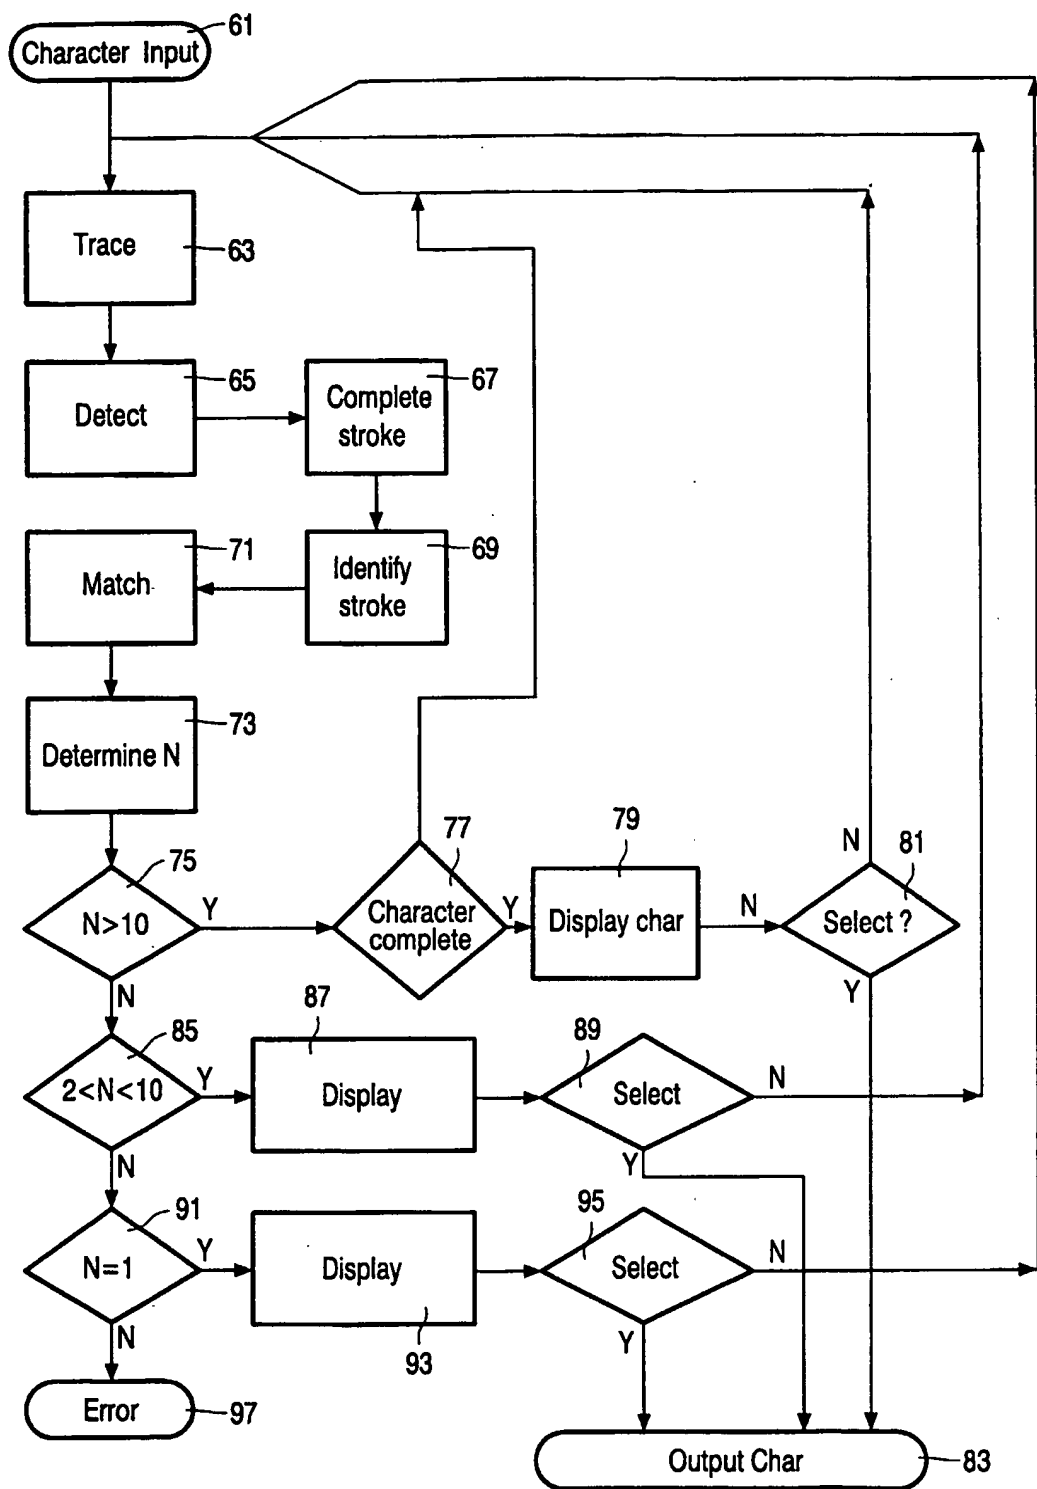 61
Character Input
Trace
63
65
Detect
67
Complete
stroke
71
Match
69
Identify
stroke
73
Determine N
75
N>10
Y
N
77
Character
complete
Y
79
Display char
N
N
81
Select ?
Y
85
2<N<10
Y
N
87
Display
89
Select
N
Y
91
N=1
Y
N
Display
93
95
Select
N
Y
Error
97
Output Char
83